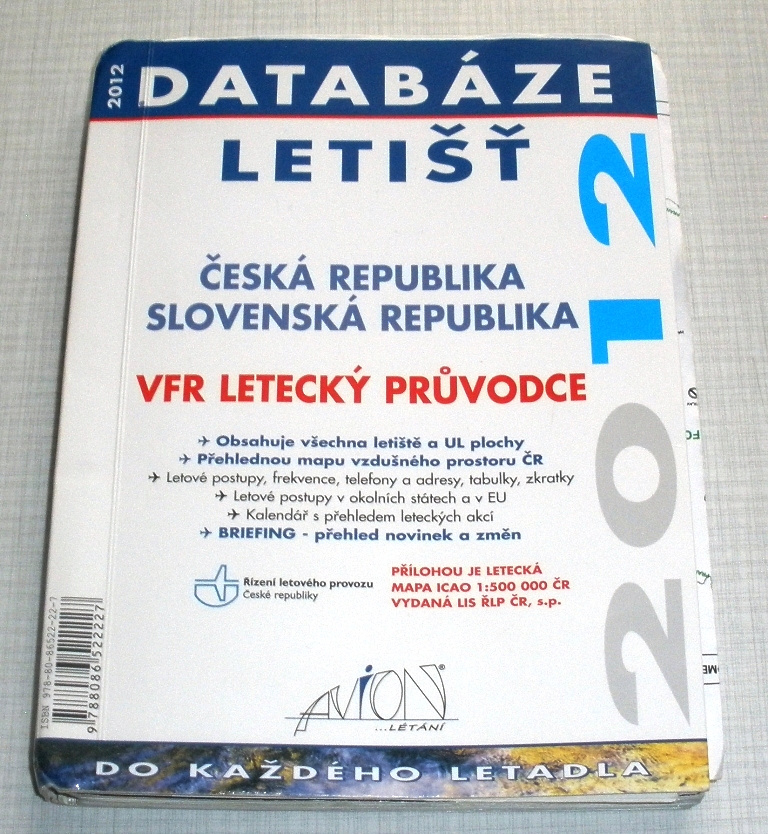 2012
DATABÁZE
LETIŠŤ
2012
ČESKÁ REPUBLIKA
SLOVENSKÁ REPUBLIKA
VFR LETECKÝ PRŮVODCE
Obsahuje všechna letiště a UL plochy
Přehlednou mapu vzdušného prostoru ČR
Letové postupy, frekvence, telefony a adresy, tabulky, zkratky
Letové postupy v okolních státech a v EU
Kalendář s přehledem leteckých akcí
BRIEFING - přehled novinek a změn
Řízení letového provozu
České republiky
PŘÍLOHOU JE LETECKÁ
MAPA ICAO 1:500 000 ČR
VYDANÁ LIS ŘLP ČR, s.p.
ISBN 978-80-86522-22-7
9788086522227
AVION®
...LÉTÁNÍ
DO KAŽDÉHO LETADLA